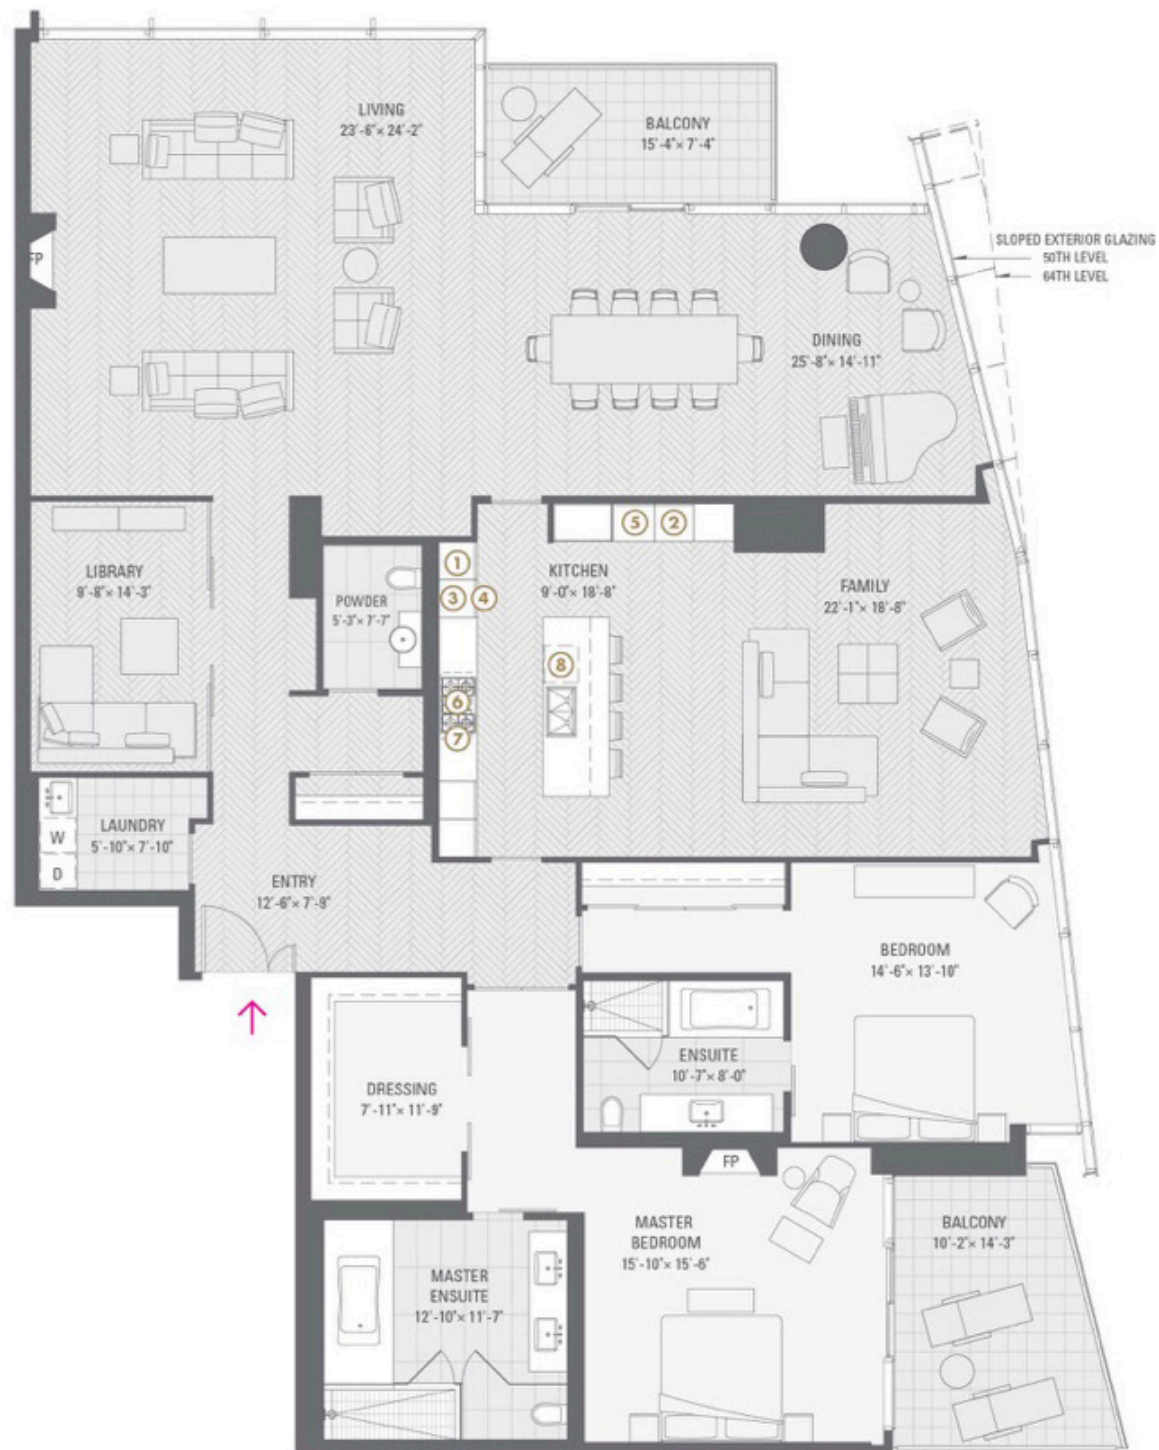 LIVING
23'-6" × 24'-2"
BALCONY
15'-4" × 7'-4"
SLOPED EXTERIOR GLAZING
50TH LEVEL
64TH LEVEL
FP
DINING
25'-8" × 14'-11"
5
2
1
3
4
KITCHEN
9'-0" × 18'-8"
LIBRARY
9'-8" × 14'-3"
POWDER
5'-3" × 7'-7"
FAMILY
22'-1" × 18'-8"
8
6
7
LAUNDRY
5'-10" × 7'-10"
W
D
ENTRY
12'-6" × 7'-9"
BEDROOM
14'-6" × 13'-10"
ENSUITE
10'-7" × 8'-0"
DRESSING
7'-11" × 11'-9"
FP
MASTER
BEDROOM
15'-10" × 15'-6"
BALCONY
10'-2" × 14'-3"
MASTER
ENSUITE
12'-10" × 11'-7"